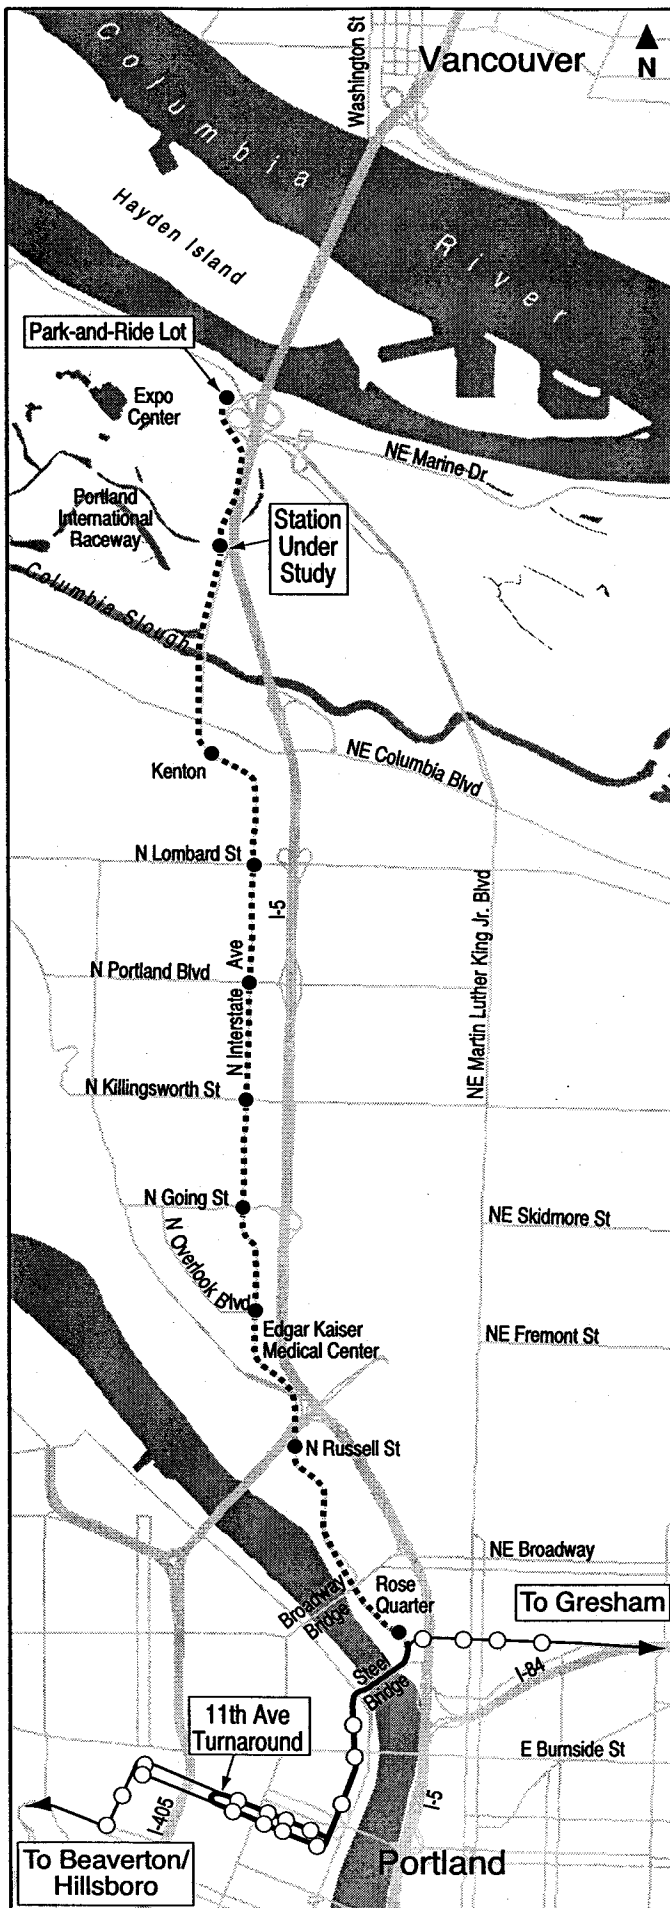 Washington St
Vancouver
N
Columbia
River
Hayden Island
Park-and-Ride Lot
Expo
Center
NE Marine Dr
Portland
International
Raceway
Station
Under
Study
Columbia Slough
Kenton
NE Columbia Blvd
N Lombard St
I-5
NE Martin Luther King Jr. Blvd
N Portland Blvd
N Interstate Ave
N Killingsworth St
N Going St
NE Skidmore St
N Overlook Blvd
Edgar Kaiser
Medical Center
NE Fremont St
N Russell St
NE Broadway
Broadway
Bridge
Rose
Quarter
To Gresham
Steel
Bridge
I-84
11th Ave
Turnaround
E Burnside St
I-405
I-5
To Beaverton/
Hillsboro
Portland